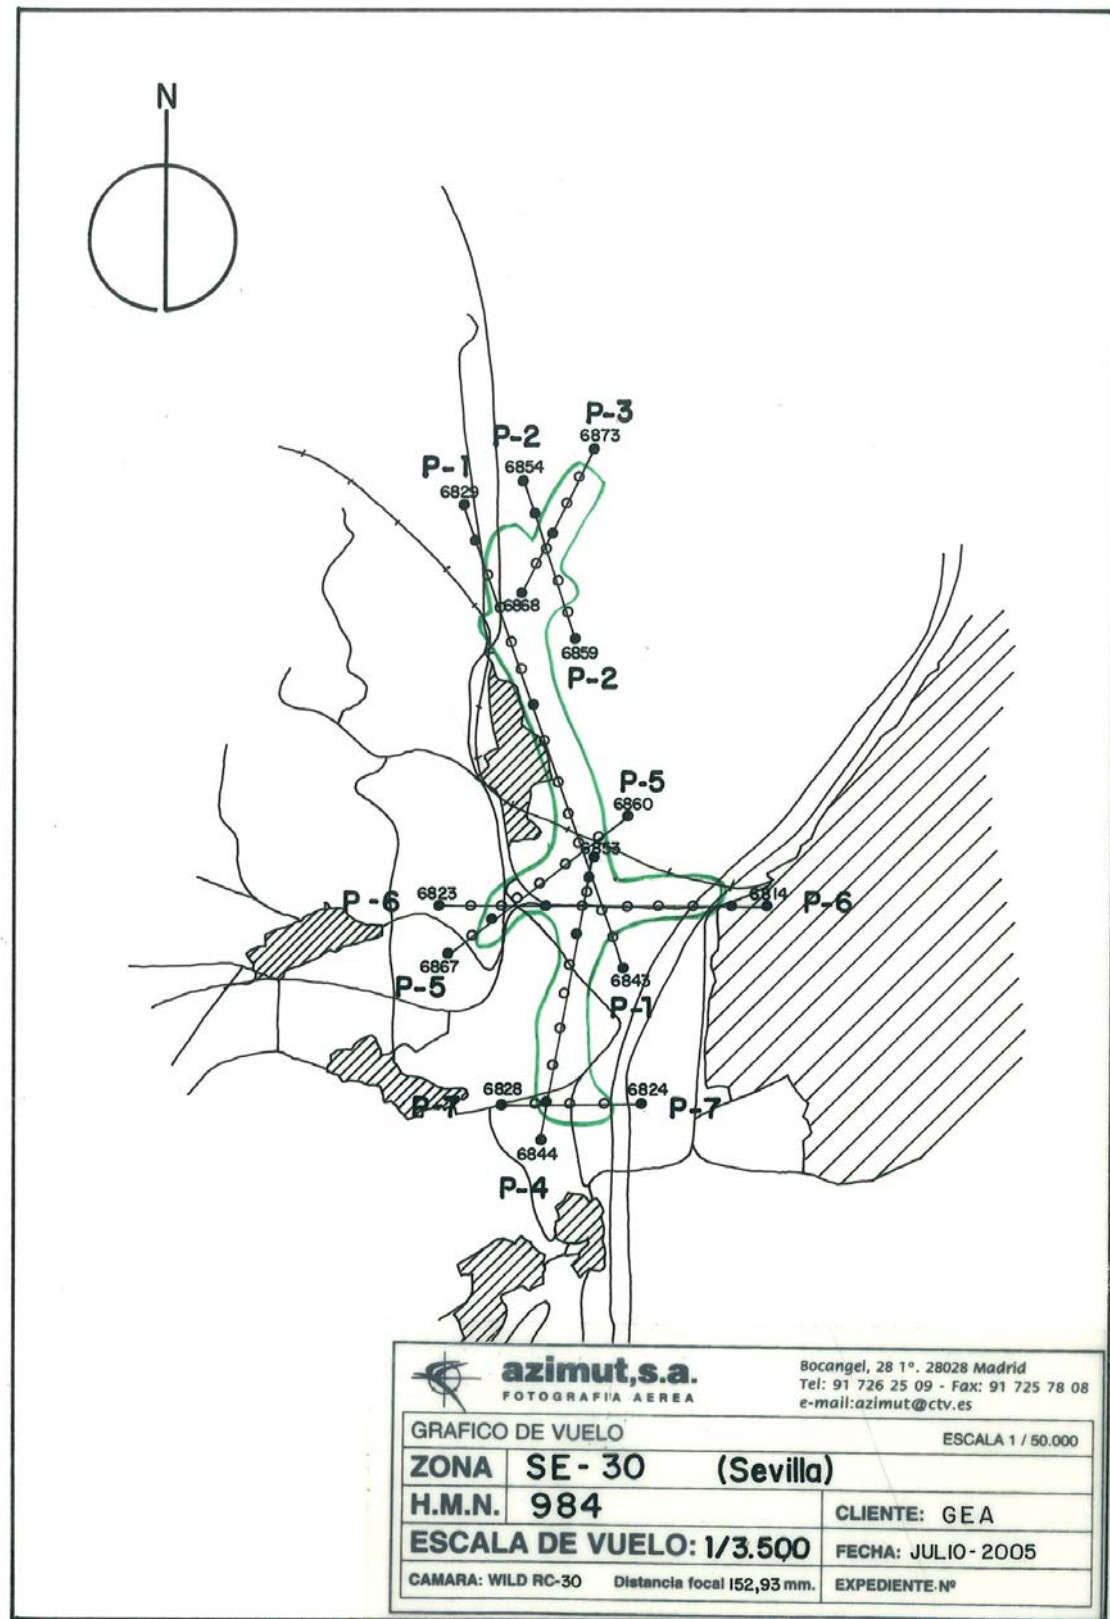 N
P-3
6873
P-2
6854
P-1
6829
6868
6859
P-2
P-5
6860
6853
P-6
6823
6814
P-6
6867
P-5
6843
P-1
6828
6824
P-7
P-7
6844
P-4
azimut,s.a.
FOTOGRAFIA AEREA
Bocangel, 28 1º. 28028 Madrid
Tel: 91 726 25 09 - Fax: 91 725 78 08
e-mail:azimut@ctv.es
GRAFICO DE VUELO
ESCALA 1 / 50.000
ZONA SE-30 (Sevilla)
H.M.N. 984
CLIENTE: GEA
ESCALA DE VUELO: 1/3.500
FECHA: JULIO-2005
CAMARA: WILD RC-30 Distancia focal 152,93 mm.
EXPEDIENTE.Nº